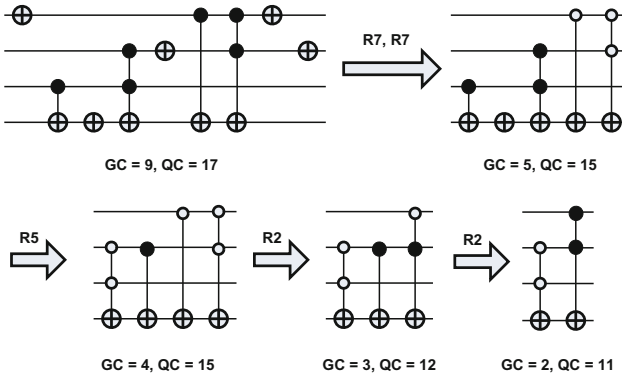 R7, R7
GC = 9, QC = 17
GC = 5, QC = 15
R5
R2
R2
GC = 4, QC = 15
GC = 3, QC = 12
GC = 2, QC = 11